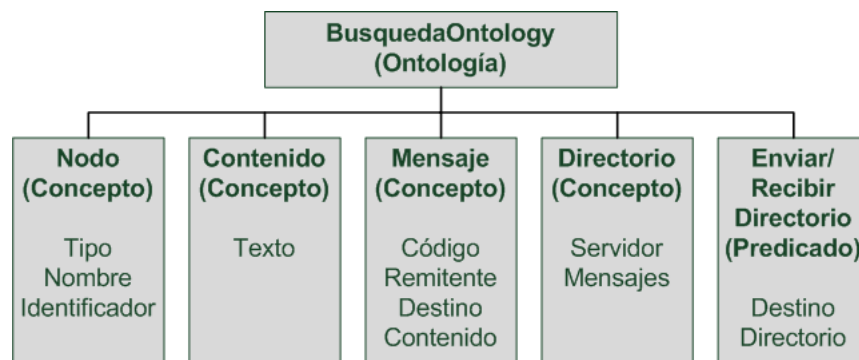 BusquedaOntology
(Ontología)
Nodo
(Concepto)
Tipo
Nombre
Identificador
Contenido
(Concepto)
Texto
Mensaje
(Concepto)
Código
Remitente
Destino
Contenido
Directorio
(Concepto)
Servidor
Mensajes
Enviar/
Recibir
Directorio
(Predicado)
Destino
Directorio